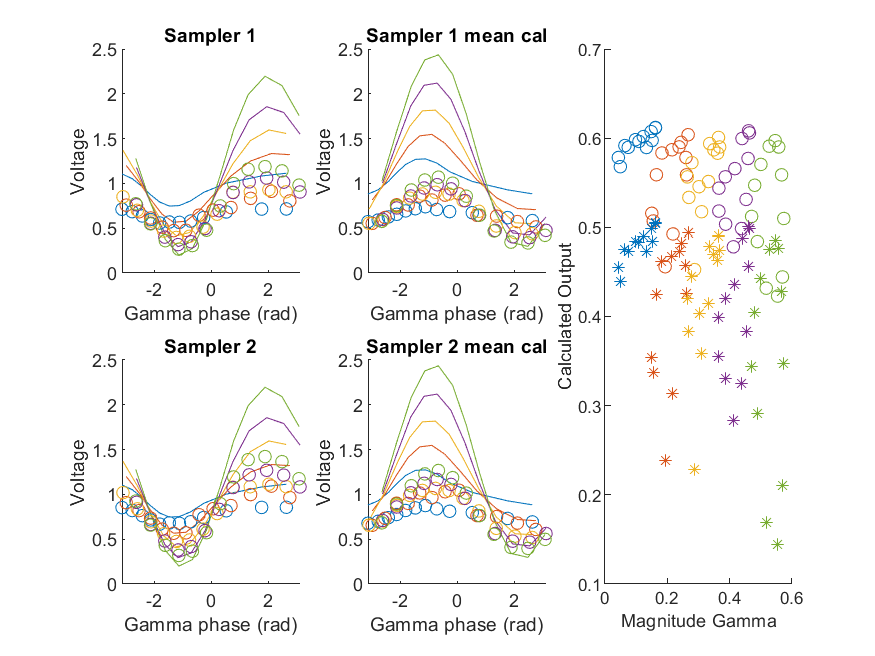 Sampler 1
2.5
2
1.5
1
0.5
0
Voltage
-2 0 2
Gamma phase (rad)
Sampler 1 mean cal
2.5
2
1.5
1
0.5
0
Voltage
-2 0 2
Gamma phase (rad)
Sampler 2
2.5
2
1.5
1
0.5
0
Voltage
-2 0 2
Gamma phase (rad)
Sampler 2 mean cal
2.5
2
1.5
1
0.5
0
Voltage
-2 0 2
Gamma phase (rad)
0.7
0.6
0.5
0.4
0.3
0.2
0.1
Calculated Output
0 0.2 0.4 0.6
Magnitude Gamma